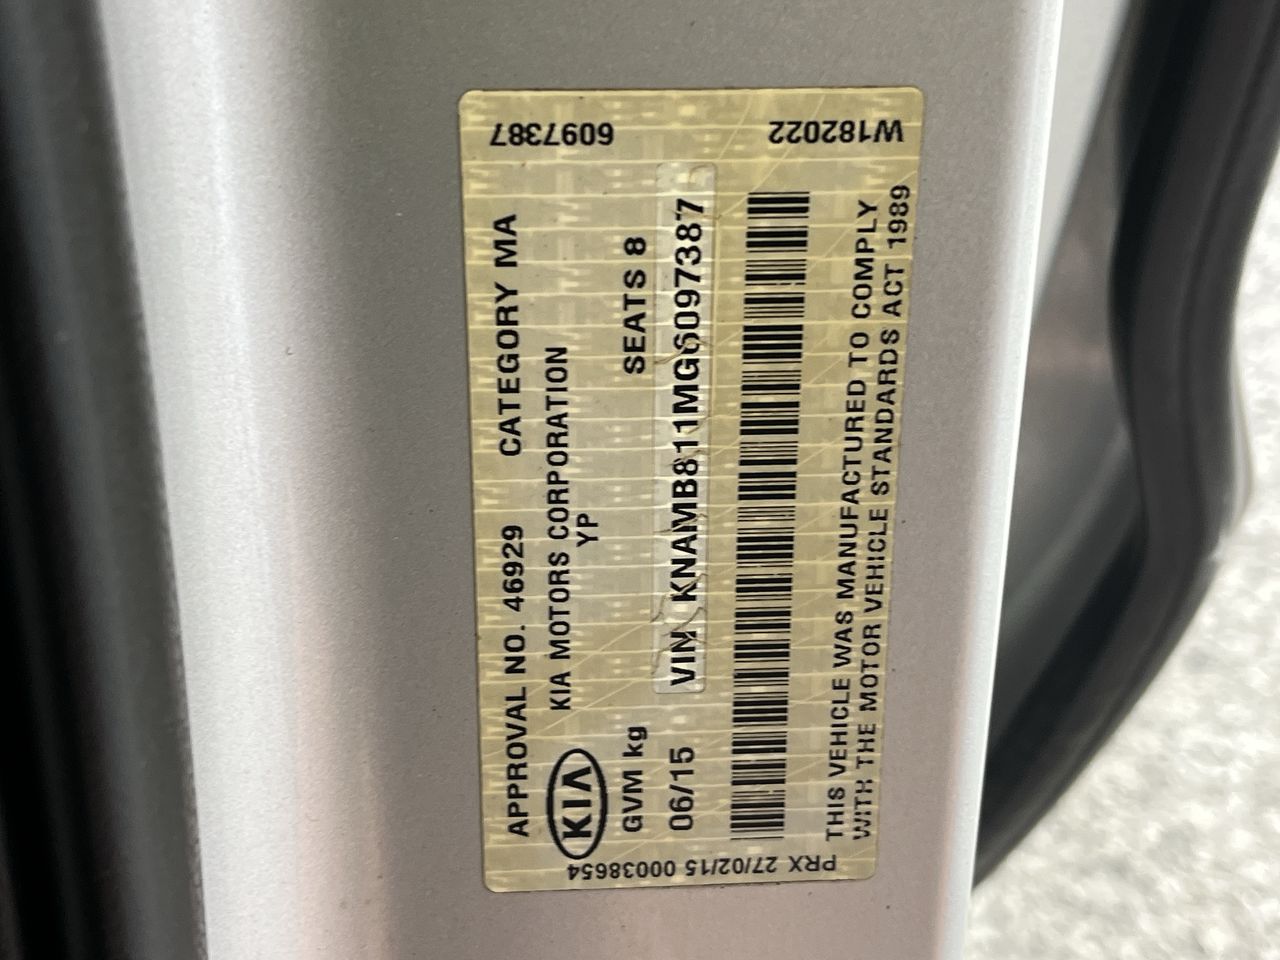 APPROVAL NO. 46929 CATEGORY MA
KIA
KIA MOTORS CORPORATION
YP
GVM kg SEATS 8
06/15 VIN KNAMB811MG6097387
THIS VEHICLE WAS MANUFACTURED TO COMPLY
WITH THE MOTOR VEHICLE STANDARDS ACT 1989
W182022 6097387
PRX 27/02/15 00038654